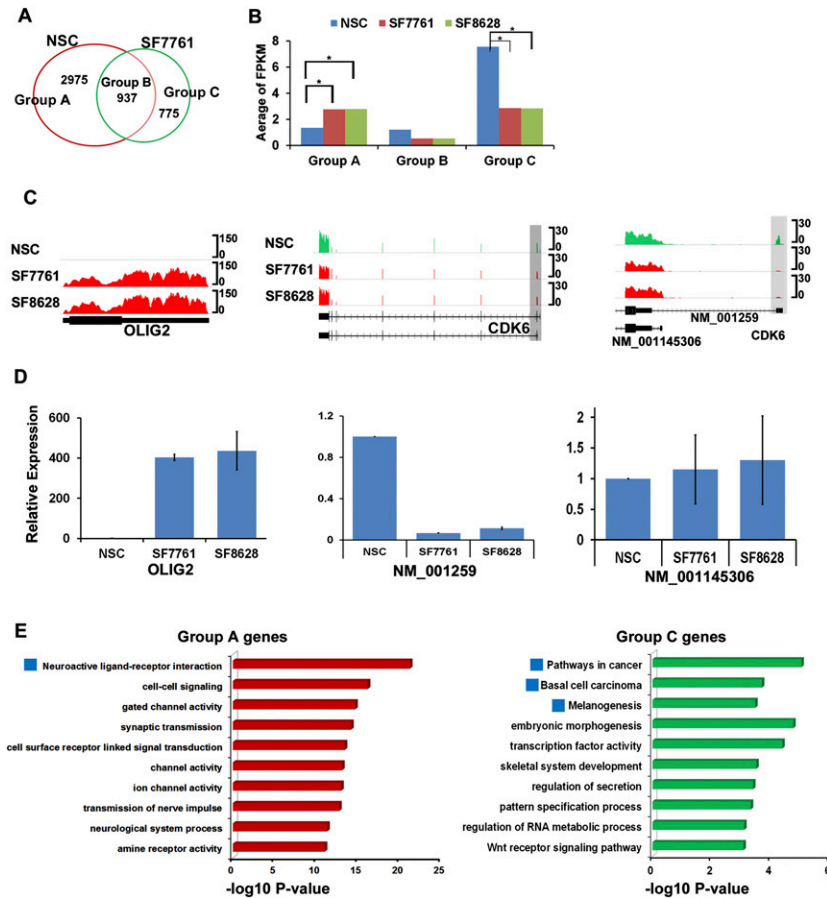 A
NSC
SF7761
2975
Group B
937
Group A
Group C
775
B
NSC SF7761 SF8628
Aerage of FPKM
8
6
4
2
0
* * * *
Group A Group B Group C
C
NSC
SF7761
SF8628
150
0
150
0
150
0
OLIG2
NSC
SF7761
SF8628
30
0
30
0
30
0
CDK6
30
0
30
0
30
0
NM_001259
NM_001145306
CDK6
D
Relative Expression
600
400
200
0
NSC SF7761 SF8628
OLIG2
1.2
0.8
0.4
0
NSC SF7761 SF8628
NM_001259
2
1.5
1
0.5
0
NSC SF7761 SF8628
NM_001145306
E
Group A genes
Neuroactive ligand-receptor interaction
cell-cell signaling
gated channel activity
synaptic transmission
cell surface receptor linked signal transduction
channel activity
ion channel activity
transmission of nerve impulse
neurological system process
amine receptor activity
0 5 10 15 20 25
-log10 P-value
Group C genes
Pathways in cancer
Basal cell carcinoma
Melanogenesis
embryonic morphogenesis
transcription factor activity
skeletal system development
regulation of secretion
pattern specification process
regulation of RNA metabolic process
Wnt receptor signaling pathway
0 2 4 6
-log10 P-value